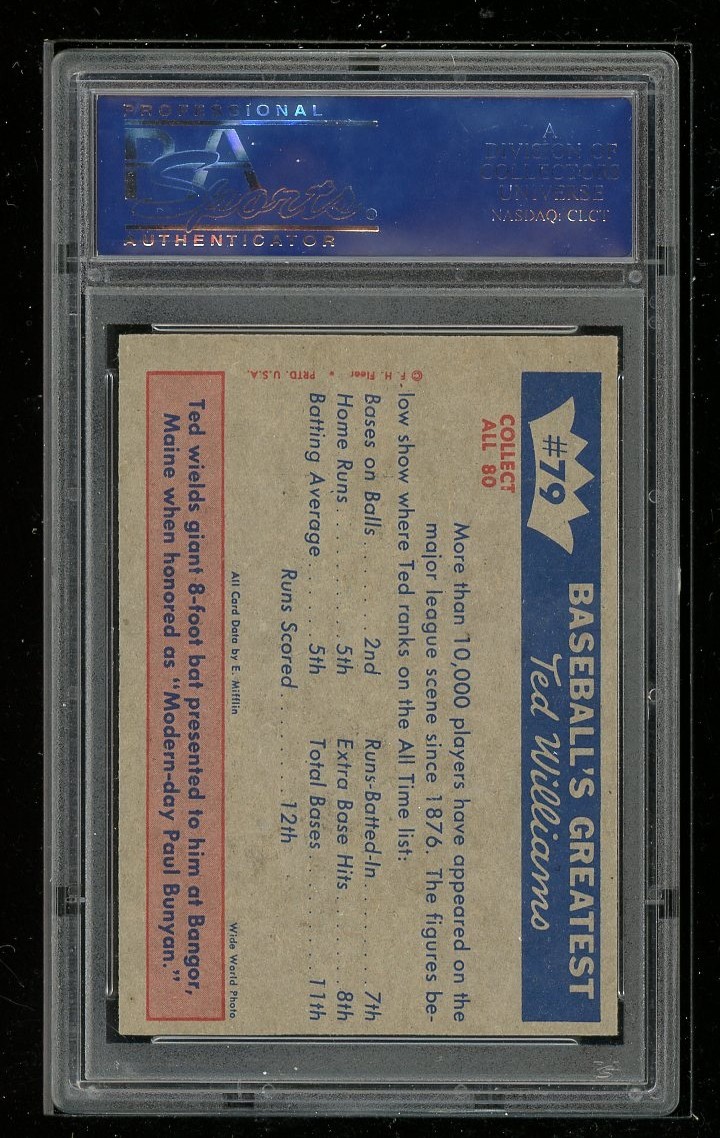 PROFESSIONAL
PSA
Sports®
AUTHENTICATOR
A
DIVISION OF
COLLECTORS
UNIVERSE
NASDAQ: CLCT
#79
BASEBALL'S GREATEST
Ted Williams
COLLECT
ALL 80
More than 10,000 players have appeared on the
major league scene since 1876. The figures be-
low show where Ted ranks on the All Time list:
Bases on Balls . . . . . . 2nd Runs-Batted-In . . . . . . 7th
Home Runs . . . . . . 5th Extra Base Hits . . . . . . 8th
Batting Average . . . . . . 5th Total Bases . . . . . . 11th
Runs Scored . . . . . . 12th
© F. H. Fleer • PRTD. U.S.A.
All Card Data by E. Mifflin
Wide World Photo
Ted wields giant 8-foot bat presented to him at Bangor,
Maine when honored as "Modern-day Paul Bunyan."